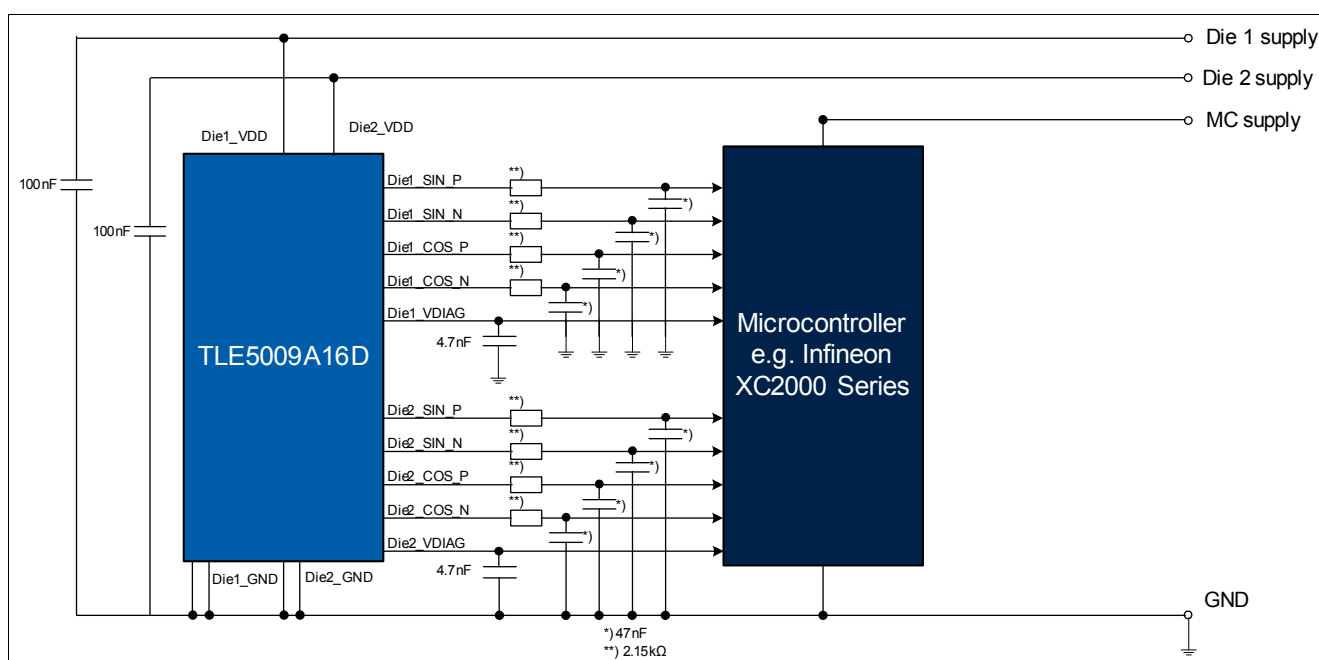 Die 1 supply
Die 2 supply
MC supply
Die1_VDD
Die2_VDD
100nF
100nF
TLE5009A16D
Die1_SIN_P
**)
*)
Die1_SIN_N
**)
*)
Die1_COS_P
**)
*)
Die1_COS_N
**)
*)
Die1_VDIAG
4.7nF
Microcontroller
e.g. Infineon
XC2000 Series
Die2_SIN_P
**)
*)
Die2_SIN_N
**)
*)
Die2_COS_P
**)
*)
Die2_COS_N
**)
*)
Die2_VDIAG
4.7nF
Die1_GND
Die2_GND
GND
*) 47nF
**) 2.15kΩ